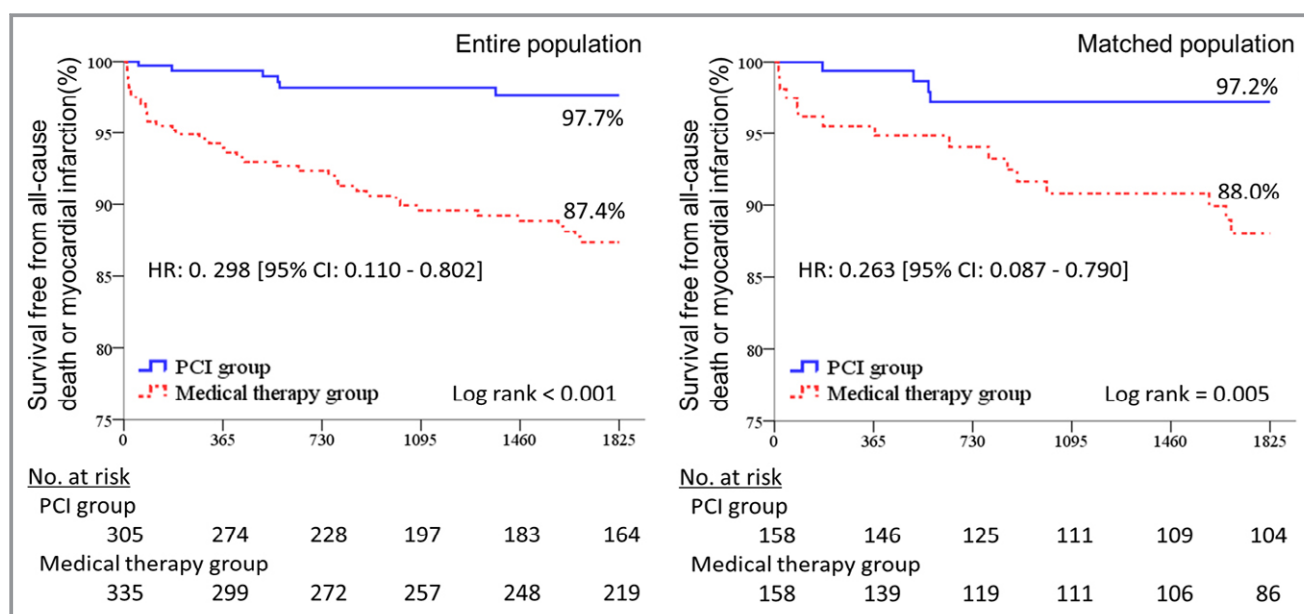 Entire population
Survival free from all-cause
death or myocardial infarction(%)
100
95
90
85
80
75
97.7%
87.4%
HR: 0. 298 [95% CI: 0.110 - 0.802]
PCI group
Medical therapy group
Log rank < 0.001
0 365 730 1095 1460 1825
No. at risk
PCI group
305 274 228 197 183 164
Medical therapy group
335 299 272 257 248 219
Matched population
Survival free from all-cause
death or myocardial infarction(%)
100
95
90
85
80
75
97.2%
88.0%
HR: 0.263 [95% CI: 0.087 - 0.790]
PCI group
Medical therapy group
Log rank = 0.005
0 365 730 1095 1460 1825
No. at risk
PCI group
158 146 125 111 109 104
Medical therapy group
158 139 119 111 106 86